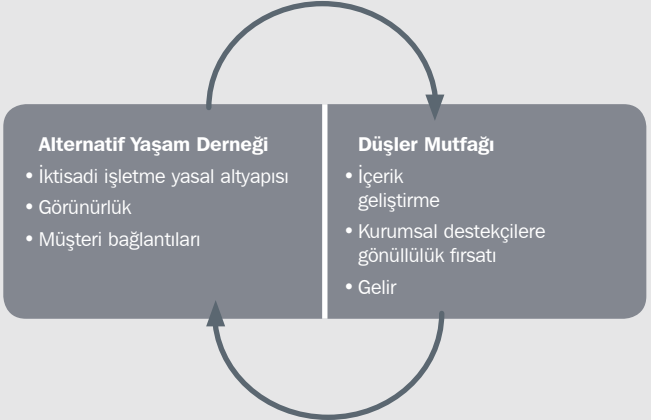 Alternatif Yaşam Derneği
• İktisadi işletme yasal altyapısı
• Görünürlük
• Müşteri bağlantıları
Düşler Mutfağı
• İçerik
geliştirme
• Kurumsal destekçilere
gönüllülük fırsatı
• Gelir